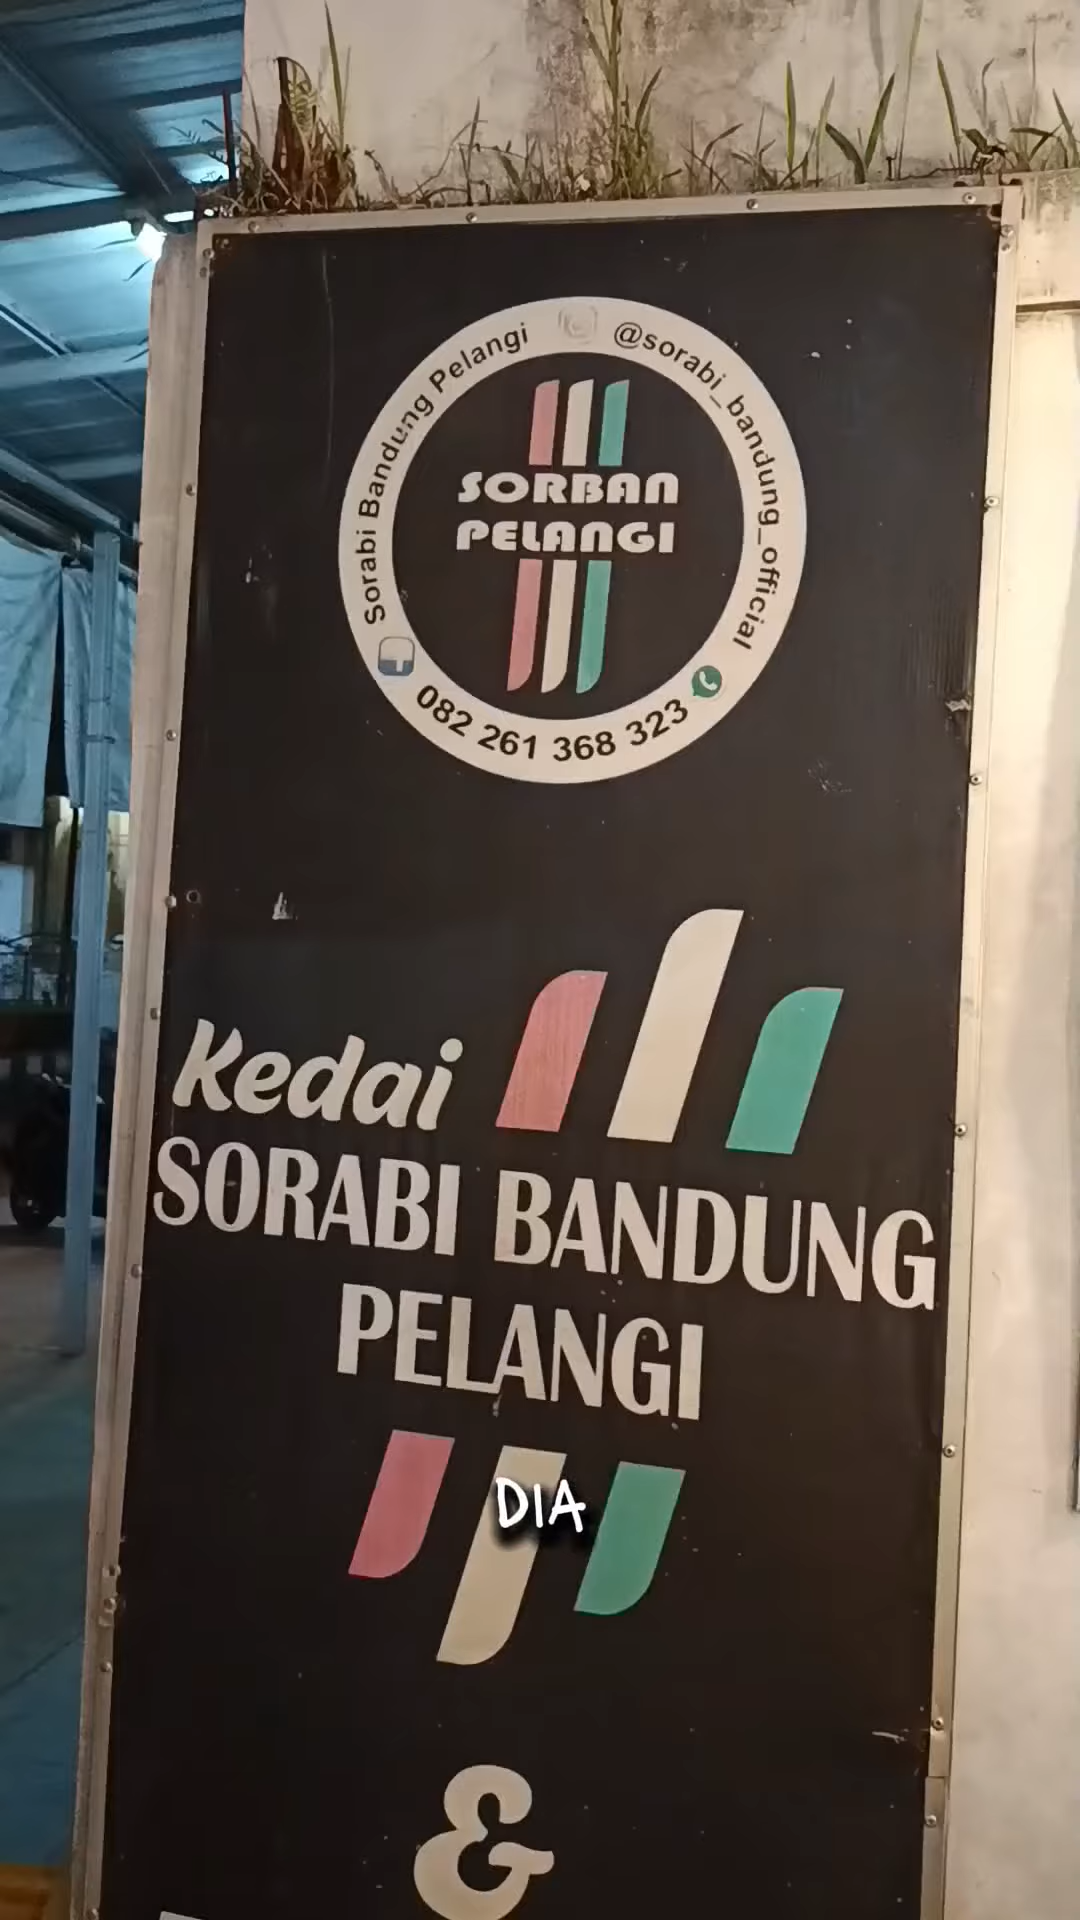 Sorabi Bandung Pelangi
@sorabi_bandung_official
SORBAN
PELANGI
082 261 368 323
Kedai
SORABI BANDUNG
PELANGI
DIA
&